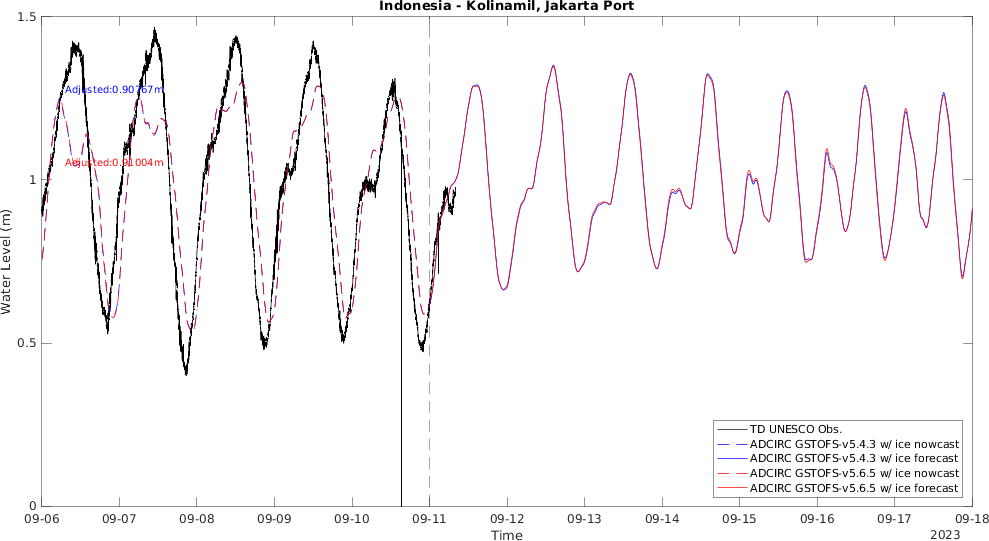 Indonesia - Kolinamil, Jakarta Port
1.5
Adjusted:0.90767m
Adjusted:0.91004m
1
Water Level (m)
0.5
TD UNESCO Obs.
ADCIRC GSTOFS-v5.4.3 w/ ice nowcast
ADCIRC GSTOFS-v5.4.3 w/ ice forecast
ADCIRC GSTOFS-v5.6.5 w/ ice nowcast
ADCIRC GSTOFS-v5.6.5 w/ ice forecast
0
09-06 09-07 09-08 09-09 09-10 09-11 09-12 09-13 09-14 09-15 09-16 09-17 09-18
Time
2023